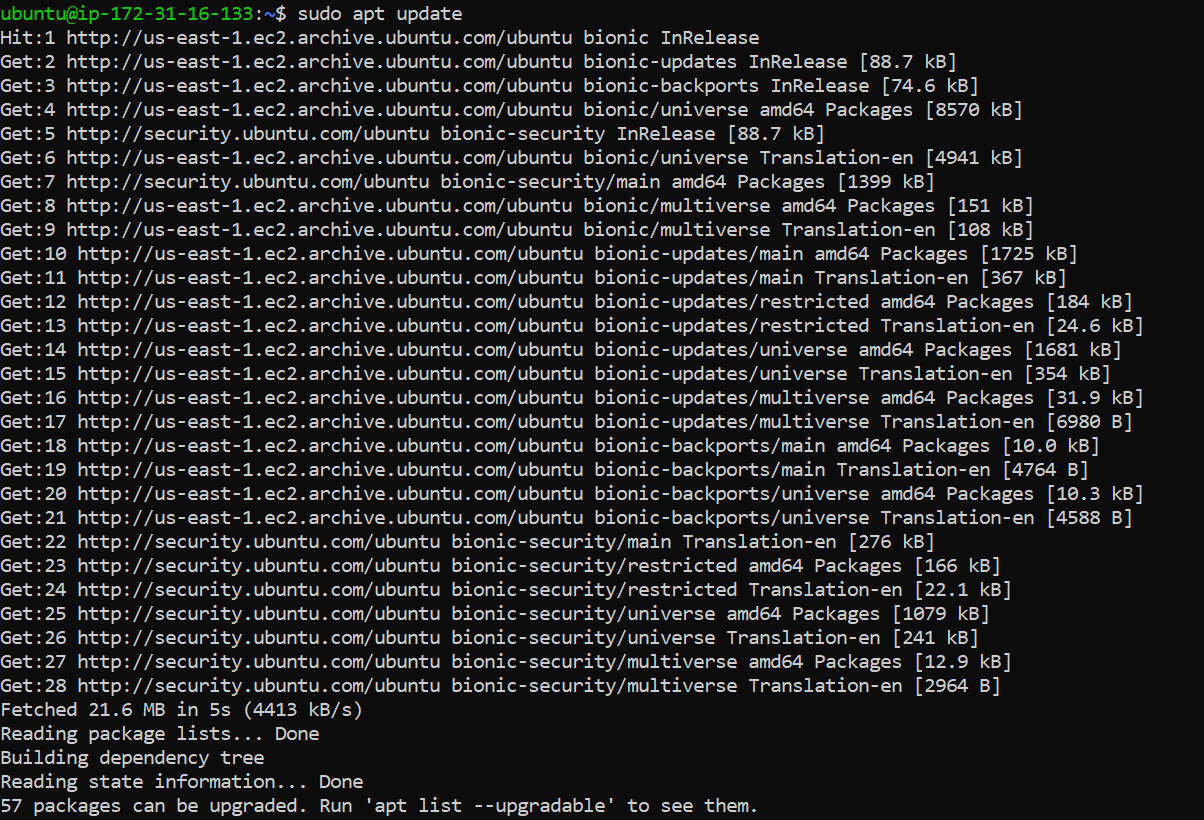 ubuntu@ip-172-31-16-133:~$ sudo apt update
Hit:1 http://us-east-1.ec2.archive.ubuntu.com/ubuntu bionic InRelease
Get:2 http://us-east-1.ec2.archive.ubuntu.com/ubuntu bionic-updates InRelease [88.7 kB]
Get:3 http://us-east-1.ec2.archive.ubuntu.com/ubuntu bionic-backports InRelease [74.6 kB]
Get:4 http://us-east-1.ec2.archive.ubuntu.com/ubuntu bionic/universe amd64 Packages [8570 kB]
Get:5 http://security.ubuntu.com/ubuntu bionic-security InRelease [88.7 kB]
Get:6 http://us-east-1.ec2.archive.ubuntu.com/ubuntu bionic/universe Translation-en [4941 kB]
Get:7 http://security.ubuntu.com/ubuntu bionic-security/main amd64 Packages [1399 kB]
Get:8 http://us-east-1.ec2.archive.ubuntu.com/ubuntu bionic/multiverse amd64 Packages [151 kB]
Get:9 http://us-east-1.ec2.archive.ubuntu.com/ubuntu bionic/multiverse Translation-en [108 kB]
Get:10 http://us-east-1.ec2.archive.ubuntu.com/ubuntu bionic-updates/main amd64 Packages [1725 kB]
Get:11 http://us-east-1.ec2.archive.ubuntu.com/ubuntu bionic-updates/main Translation-en [367 kB]
Get:12 http://us-east-1.ec2.archive.ubuntu.com/ubuntu bionic-updates/restricted amd64 Packages [184 kB]
Get:13 http://us-east-1.ec2.archive.ubuntu.com/ubuntu bionic-updates/restricted Translation-en [24.6 kB]
Get:14 http://us-east-1.ec2.archive.ubuntu.com/ubuntu bionic-updates/universe amd64 Packages [1681 kB]
Get:15 http://us-east-1.ec2.archive.ubuntu.com/ubuntu bionic-updates/universe Translation-en [354 kB]
Get:16 http://us-east-1.ec2.archive.ubuntu.com/ubuntu bionic-updates/multiverse amd64 Packages [31.9 kB]
Get:17 http://us-east-1.ec2.archive.ubuntu.com/ubuntu bionic-updates/multiverse Translation-en [6980 B]
Get:18 http://us-east-1.ec2.archive.ubuntu.com/ubuntu bionic-backports/main amd64 Packages [10.0 kB]
Get:19 http://us-east-1.ec2.archive.ubuntu.com/ubuntu bionic-backports/main Translation-en [4764 B]
Get:20 http://us-east-1.ec2.archive.ubuntu.com/ubuntu bionic-backports/universe amd64 Packages [10.3 kB]
Get:21 http://us-east-1.ec2.archive.ubuntu.com/ubuntu bionic-backports/universe Translation-en [4588 B]
Get:22 http://security.ubuntu.com/ubuntu bionic-security/main Translation-en [276 kB]
Get:23 http://security.ubuntu.com/ubuntu bionic-security/restricted amd64 Packages [166 kB]
Get:24 http://security.ubuntu.com/ubuntu bionic-security/restricted Translation-en [22.1 kB]
Get:25 http://security.ubuntu.com/ubuntu bionic-security/universe amd64 Packages [1079 kB]
Get:26 http://security.ubuntu.com/ubuntu bionic-security/universe Translation-en [241 kB]
Get:27 http://security.ubuntu.com/ubuntu bionic-security/multiverse amd64 Packages [12.9 kB]
Get:28 http://security.ubuntu.com/ubuntu bionic-security/multiverse Translation-en [2964 B]
Fetched 21.6 MB in 5s (4413 kB/s)
Reading package lists... Done
Building dependency tree
Reading state information... Done
57 packages can be upgraded. Run 'apt list --upgradable' to see them.